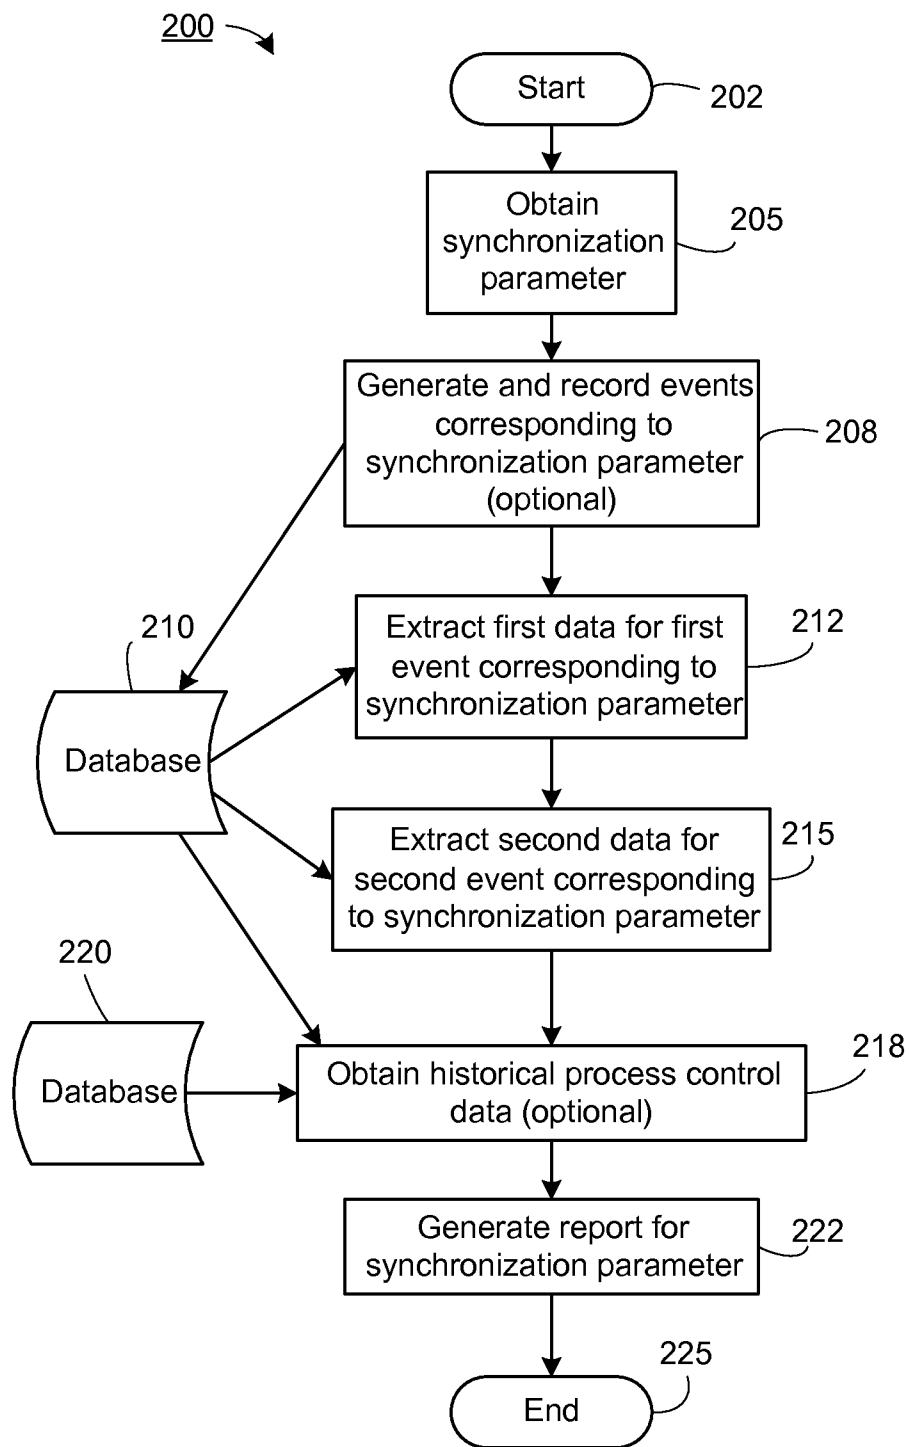 200
Start
202
Obtain
synchronization
parameter
205
Generate and record events
corresponding to
synchronization parameter
(optional)
208
210
Database
Extract first data for first
event corresponding to
synchronization parameter
212
Extract second data for
second event corresponding
to synchronization parameter
215
220
Database
Obtain historical process control
data (optional)
218
Generate report for
synchronization parameter
222
End
225